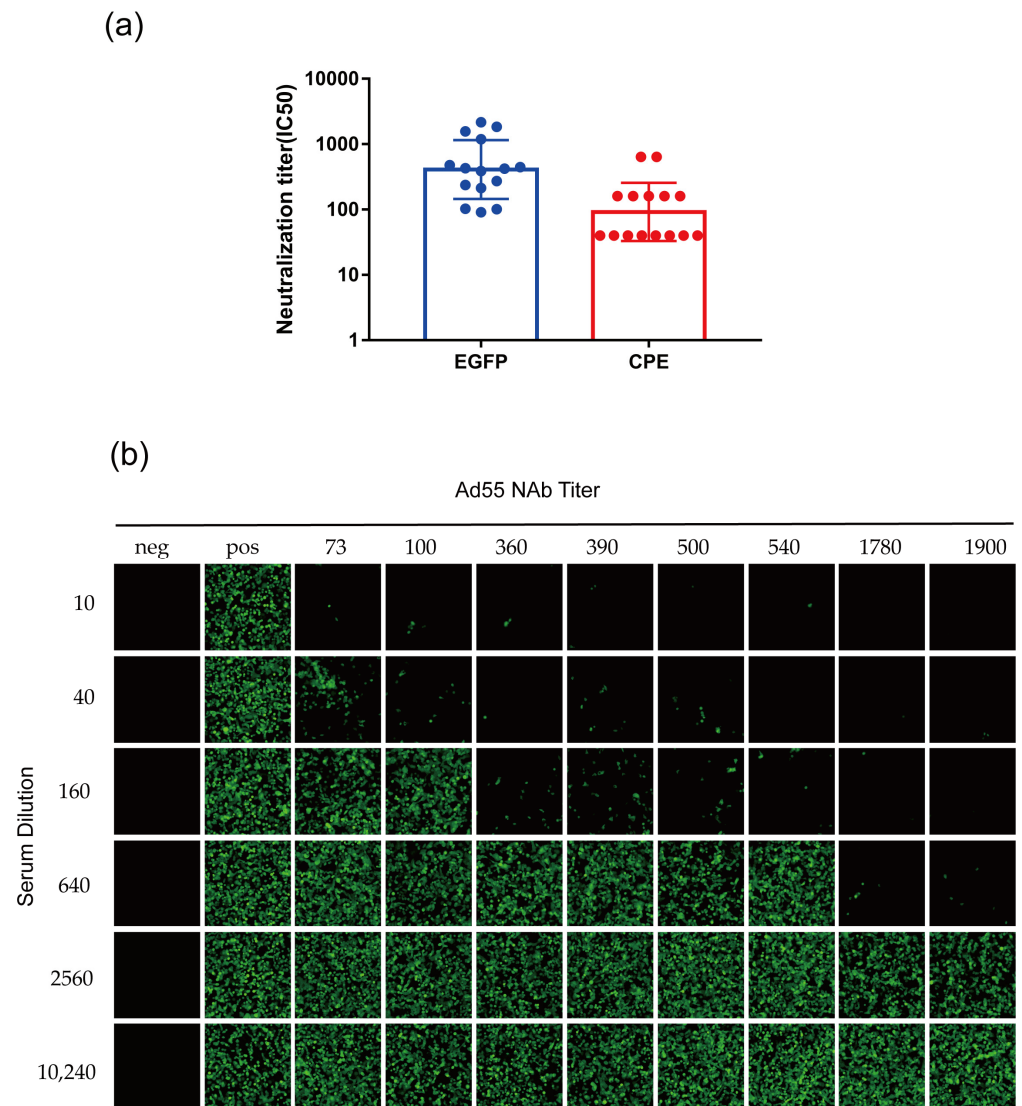 (a)
Neutralization titer(IC50)
10000
1000
100
10
1
EGFP CPE
(b)
Ad55 NAb Titer
neg pos 73 100 360 390 500 540 1780 1900
Serum Dilution
10
40
160
640
2560
10,240